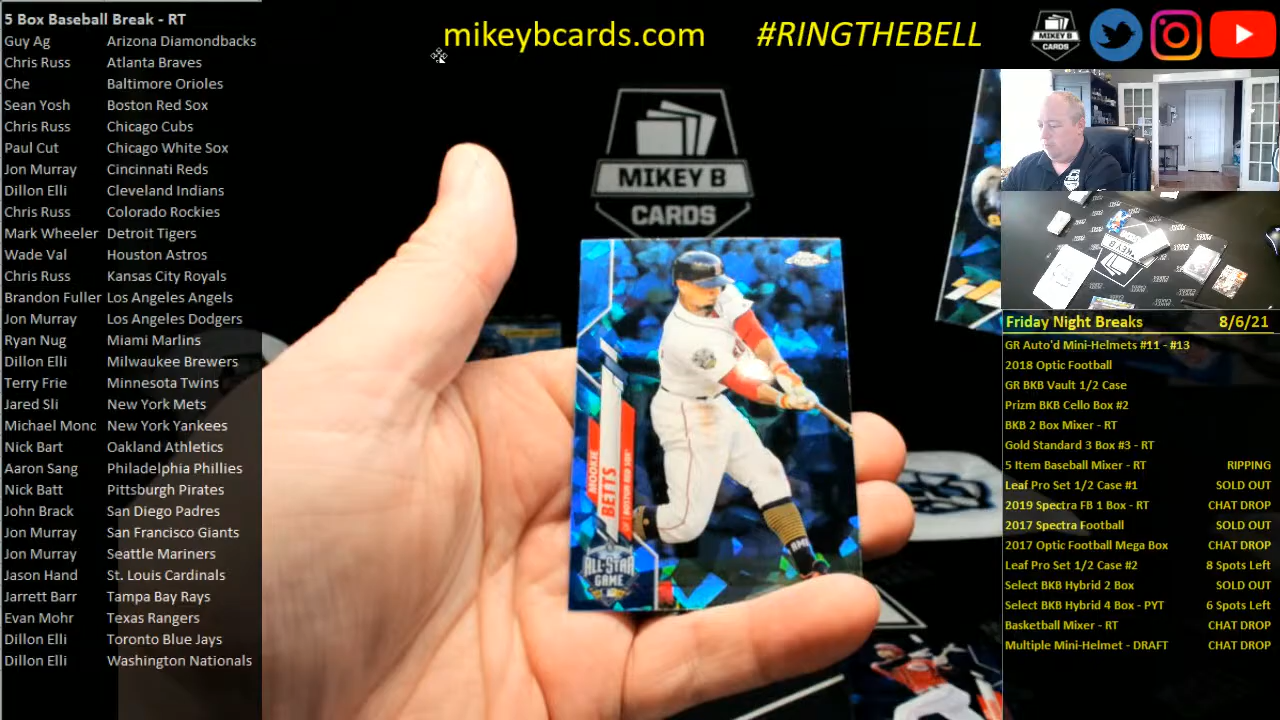 5 Box Baseball Break - RT
Guy Ag Arizona Diamondbacks
Chris Russ Atlanta Braves
Che Baltimore Orioles
Sean Yosh Boston Red Sox
Chris Russ Chicago Cubs
Paul Cut Chicago White Sox
Jon Murray Cincinnati Reds
Dillon Elli Cleveland Indians
Chris Russ Colorado Rockies
Mark Wheeler Detroit Tigers
Wade Val Houston Astros
Chris Russ Kansas City Royals
Brandon Fuller Los Angeles Angels
Jon Murray Los Angeles Dodgers
Ryan Nug Miami Marlins
Dillon Elli Milwaukee Brewers
Terry Frie Minnesota Twins
Jared Sli New York Mets
Michael Mond New York Yankees
Nick Bart Oakland Athletics
Aaron Sang Philadelphia Phillies
Nick Batt Pittsburgh Pirates
John Brack San Diego Padres
Jon Murray San Francisco Giants
Jon Murray Seattle Mariners
Jason Hand St. Louis Cardinals
Jarrett Barr Tampa Bay Rays
Evan Mohr Texas Rangers
Dillon Elli Toronto Blue Jays
Dillon Elli Washington Nationals
mikeybcards.com #RINGTHEBELL
MIKEY B
CARDS
MIKEY B
CARDS
MOOKIE
BETTS
BOSTON RED SOX
ALL-STAR
GAME
Friday Night Breaks 8/6/21
GR Auto'd Mini-Helmets #11 - #13
2018 Optic Football
GR BKB Vault 1/2 Case
Prizm BKB Cello Box #2
BKB 2 Box Mixer - RT
Gold Standard 3 Box #3 - RT
5 Item Baseball Mixer - RT RIPPING
Leaf Pro Set 1/2 Case #1 SOLD OUT
2019 Spectra FB 1 Box - RT CHAT DROP
2017 Spectra Football SOLD OUT
2017 Optic Football Mega Box CHAT DROP
Leaf Pro Set 1/2 Case #2 8 Spots Left
Select BKB Hybrid 2 Box SOLD OUT
Select BKB Hybrid 4 Box - PYT 6 Spots Left
Basketball Mixer - RT CHAT DROP
Multiple Mini-Helmet - DRAFT CHAT DROP